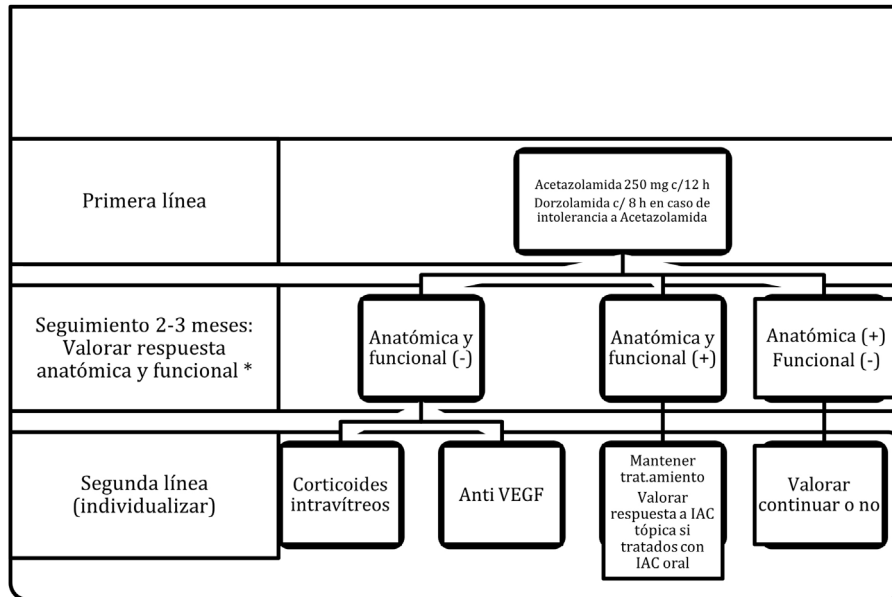 Primera línea
Acetazolamida 250 mg c/12 h
Dorzolamida c/ 8 h en caso de
intolerancia a Acetazolamida
Seguimiento 2-3 meses:
Valorar respuesta
anatómica y funcional *
Anatómica y
funcional (-)
Anatómica y
funcional (+)
Anatómica (+)
Funcional (-)
Segunda línea
(individualizar)
Corticoides
intravítreos
Anti VEGF
Mantener
trat.amiento
Valorar
respuesta a IAC
tópica si
tratados con
IAC oral
Valorar
continuar o no